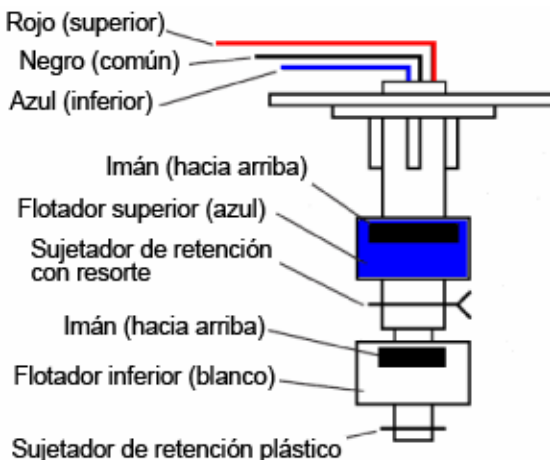 Rojo (superior)
Negro (común)
Azul (inferior)
Imán (hacia arriba)
Flotador superior (azul)
Sujetador de retención
con resorte
Imán (hacia arriba)
Flotador inferior (blanco)
Sujetador de retención plástico